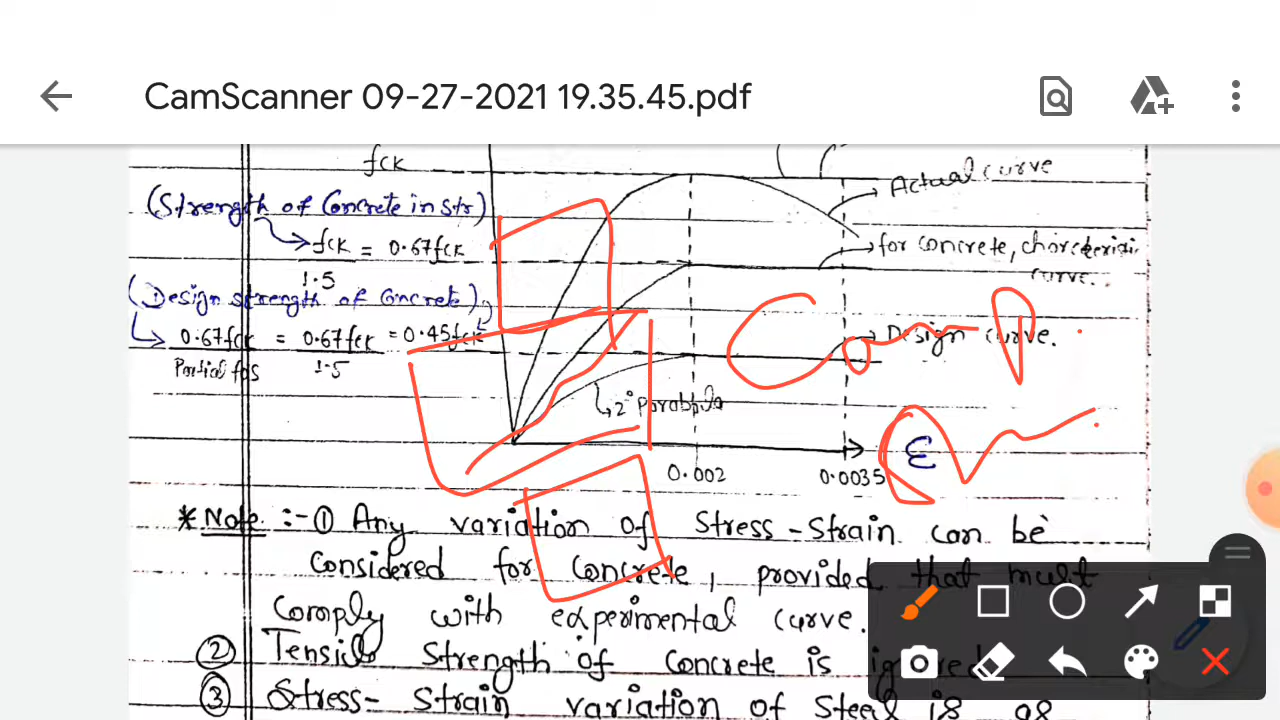 CamScanner 09-27-2021 19.35.45.pdf
fck
Actual curve
(Strength of Concrete in str)
fck = 0.67fck
1.5
for concrete, charcteristic
curve.
(Design strength of Concrete)
0.67fck = 0.67fck = 0.45fck
Partial fos 1.5
Design curve.
Com P
2° Parabola
ε
0.002
0.0035
*Note :- ① Any variation of Stress-Strain can be
Considered for Concrete, provided that must
Comply with experimental curve.
② Tensile Strength of Concrete is ignored
③ Stress-Strain variation of Steel is as